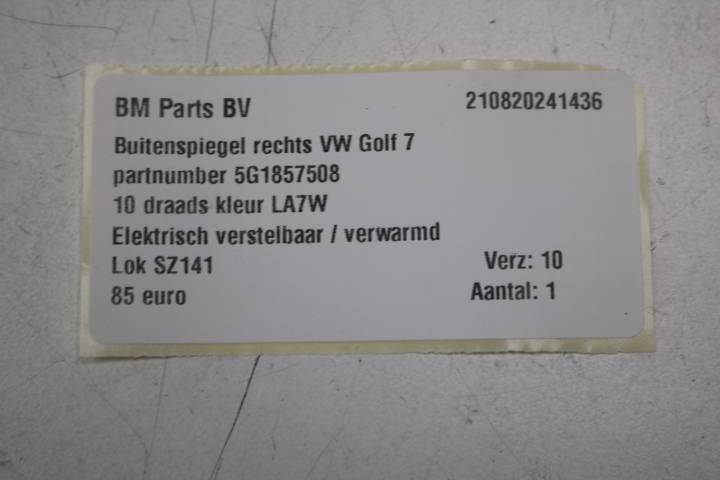 BM Parts BV 210820241436
Buitenspiegel rechts VW Golf 7
partnumber 5G1857508
10 draads kleur LA7W
Elektrisch verstelbaar / verwarmd
Lok SZ141 Verz: 10
85 euro Aantal: 1